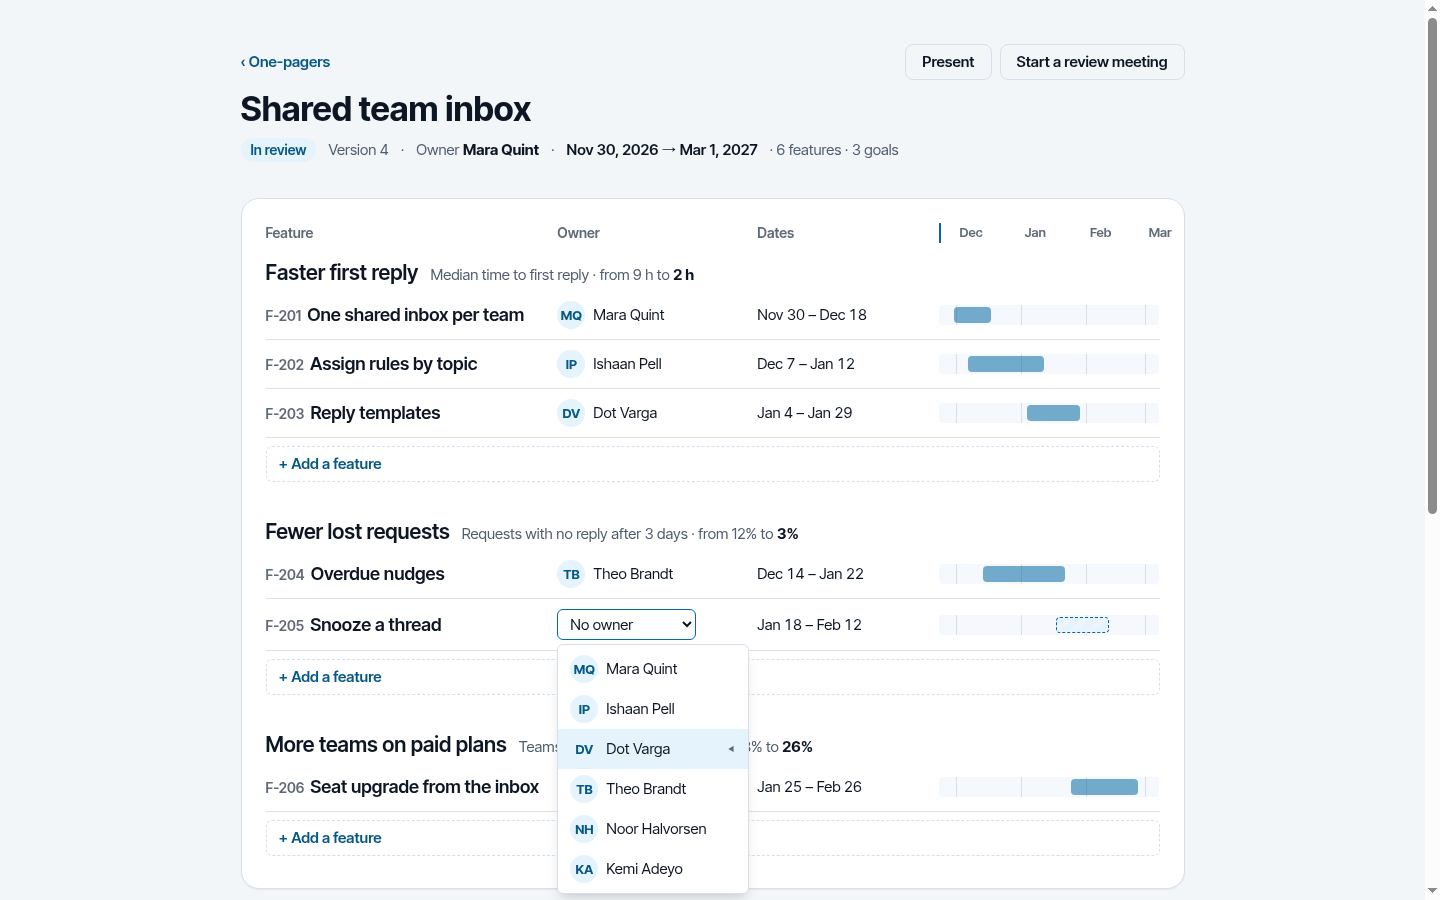 ‹ One-pagers
Present
Start a review meeting
Shared team inbox
In review Version 4 · Owner Mara Quint · Nov 30, 2026 → Mar 1, 2027 · 6 features · 3 goals
Feature Owner Dates Dec Jan Feb Mar
Faster first reply Median time to first reply · from 9 h to 2 h
F-201 One shared inbox per team MQ Mara Quint Nov 30 – Dec 18
F-202 Assign rules by topic IP Ishaan Pell Dec 7 – Jan 12
F-203 Reply templates DV Dot Varga Jan 4 – Jan 29
+ Add a feature
Fewer lost requests Requests with no reply after 3 days · from 12% to 3%
F-204 Overdue nudges TB Theo Brandt Dec 14 – Jan 22
F-205 Snooze a thread No owner Jan 18 – Feb 12
+ Add a feature
More teams on paid plans Teams % to 26%
F-206 Seat upgrade from the inbox Jan 25 – Feb 26
+ Add a feature
MQ Mara Quint
IP Ishaan Pell
DV Dot Varga
TB Theo Brandt
NH Noor Halvorsen
KA Kemi Adeyo